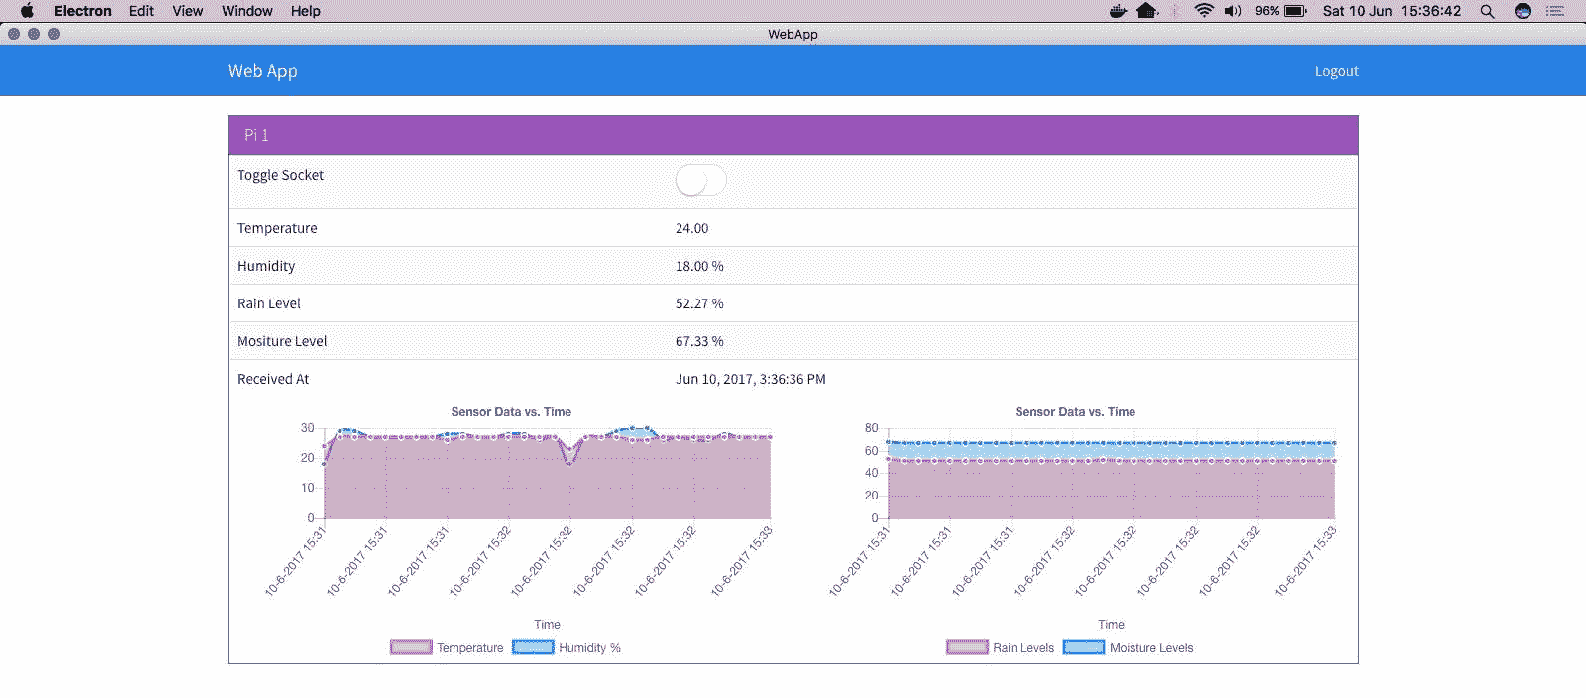 Electron Edit View Window Help 96% Sat 10 Jun 15:36:42
WebApp
Web App Logout
Pi 1
Toggle Socket
Temperature 24.00
Humidity 18.00 %
Rain Level 52.27 %
Mositure Level 67.33 %
Received At Jun 10, 2017, 3:36:36 PM
Sensor Data vs. Time
30
20
10
0
10-6-2017 15:31 10-6-2017 15:31 10-6-2017 15:31 10-6-2017 15:32 10-6-2017 15:32 10-6-2017 15:32 10-6-2017 15:32 10-6-2017 15:33
Time
Temperature Humidity %
Sensor Data vs. Time
80
60
40
20
0
10-6-2017 15:31 10-6-2017 15:31 10-6-2017 15:31 10-6-2017 15:32 10-6-2017 15:32 10-6-2017 15:32 10-6-2017 15:32 10-6-2017 15:33
Time
Rain Levels Moisture Levels